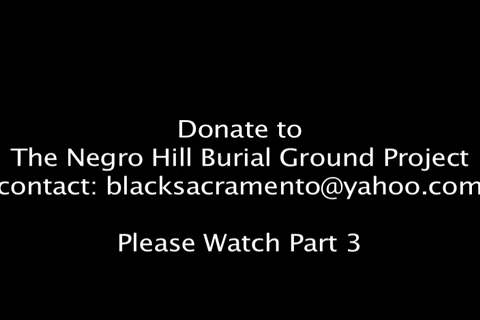 Donate to
The Negro Hill Burial Ground Project
contact: blacksacramento@yahoo.com
Please Watch Part 3